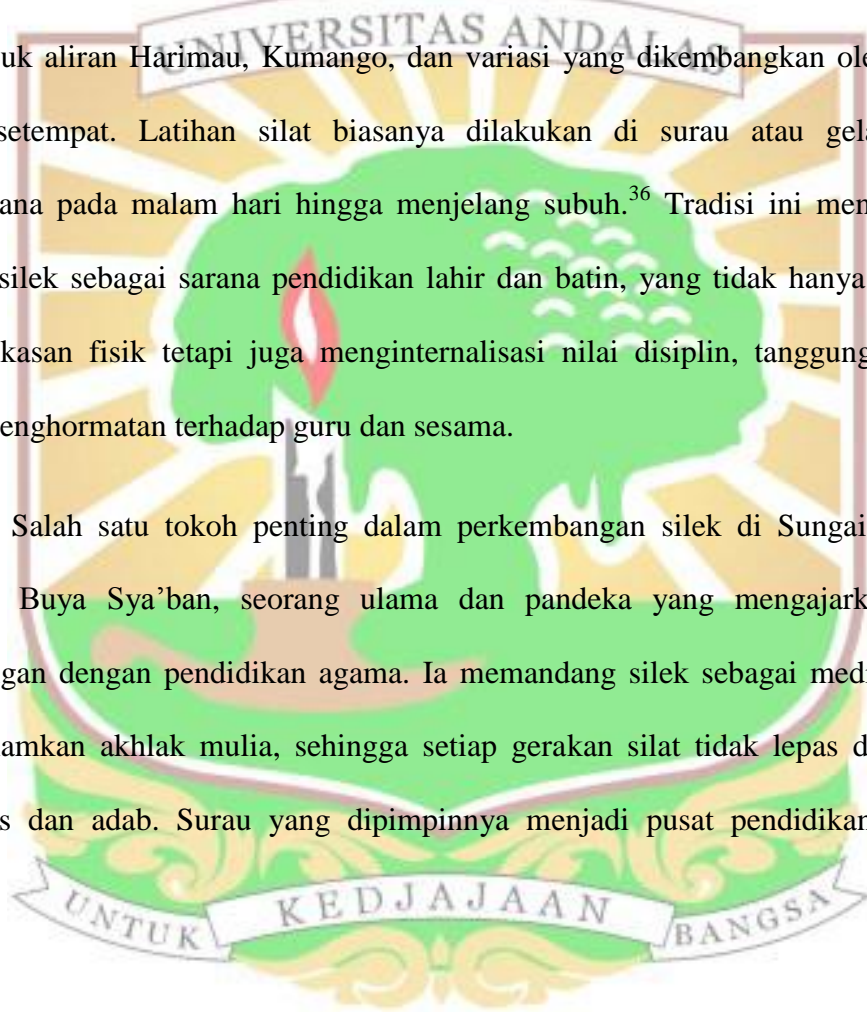 UNIVERSITAS ANDALAS
uk aliran Harimau, Kumango, dan variasi yang dikembangkan ole
setempat. Latihan silat biasanya dilakukan di surau atau gela
ana pada malam hari hingga menjelang subuh.36 Tradisi ini men
silek sebagai sarana pendidikan lahir dan batin, yang tidak hanya
kasan fisik tetapi juga menginternalisasi nilai disiplin, tanggung
enghormatan terhadap guru dan sesama.
Salah satu tokoh penting dalam perkembangan silek di Sungai
Buya Sya’ban, seorang ulama dan pandeka yang mengajark
gan dengan pendidikan agama. Ia memandang silek sebagai medi
amkan akhlak mulia, sehingga setiap gerakan silat tidak lepas d
s dan adab. Surau yang dipimpinnya menjadi pusat pendidikan
UNTUK KEDJAJAAN BANGSA